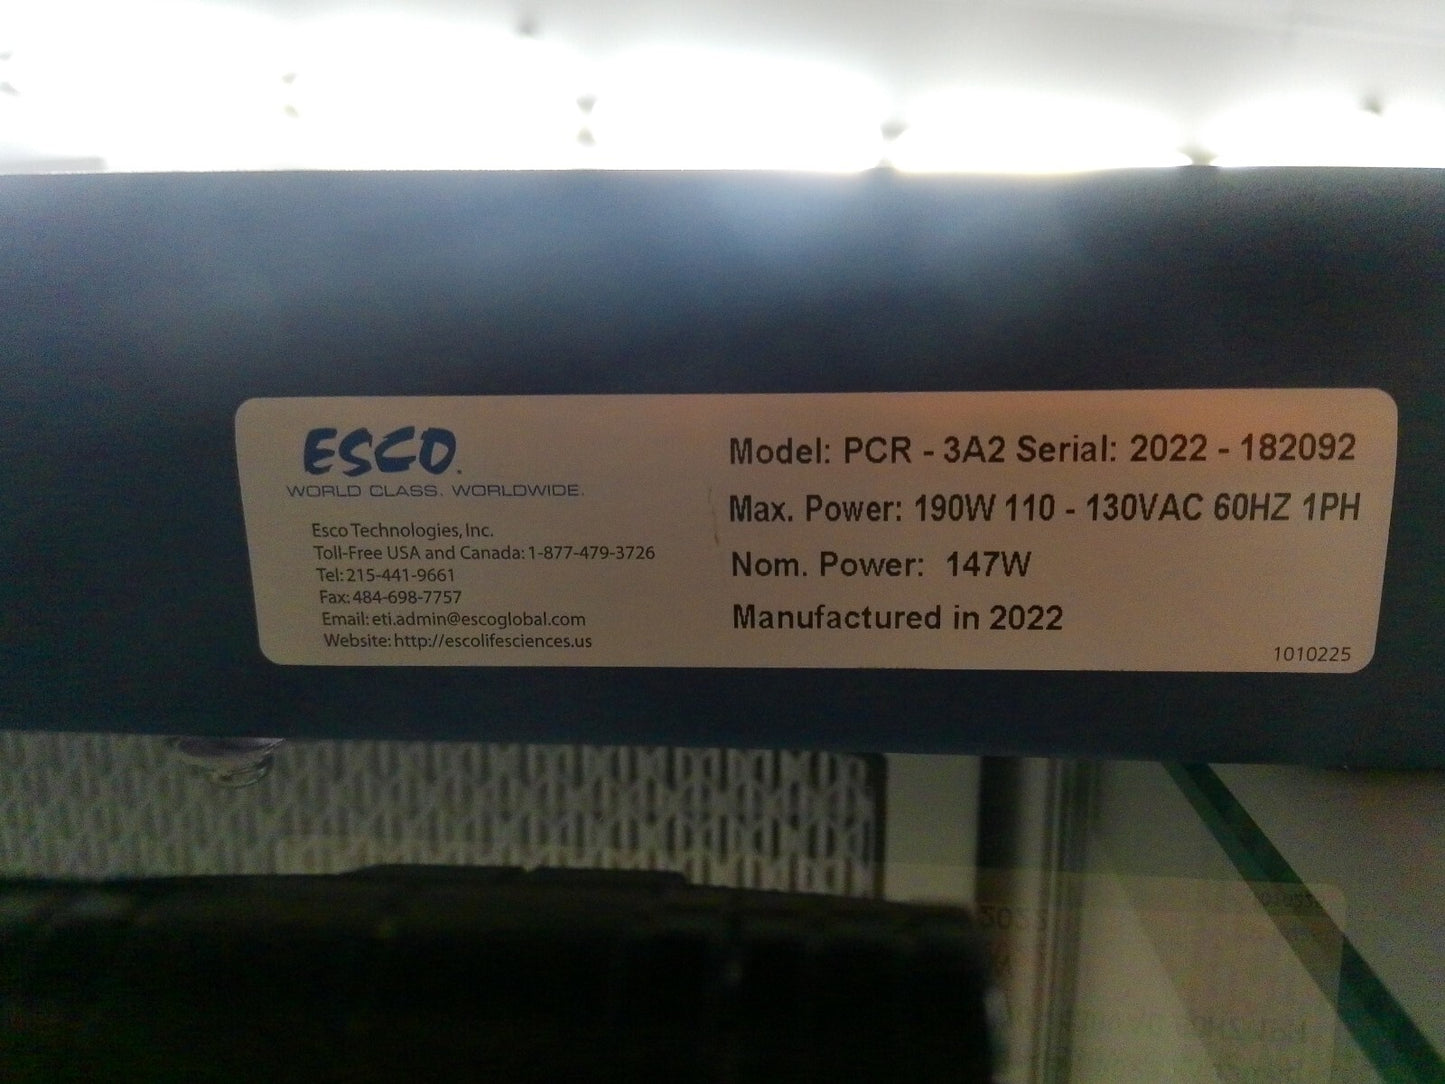 ESCO.
WORLD CLASS. WORLDWIDE.
Esco Technologies, Inc.
Toll-Free USA and Canada: 1-877-479-3726
Tel: 215-441-9661
Fax: 484-698-7757
Email: eti.admin@escoglobal.com
Website: http://escolifesciences.us
Model: PCR - 3A2 Serial: 2022 - 182092
Max. Power: 190W 110 - 130VAC 60HZ 1PH
Nom. Power: 147W
Manufactured in 2022
1010225